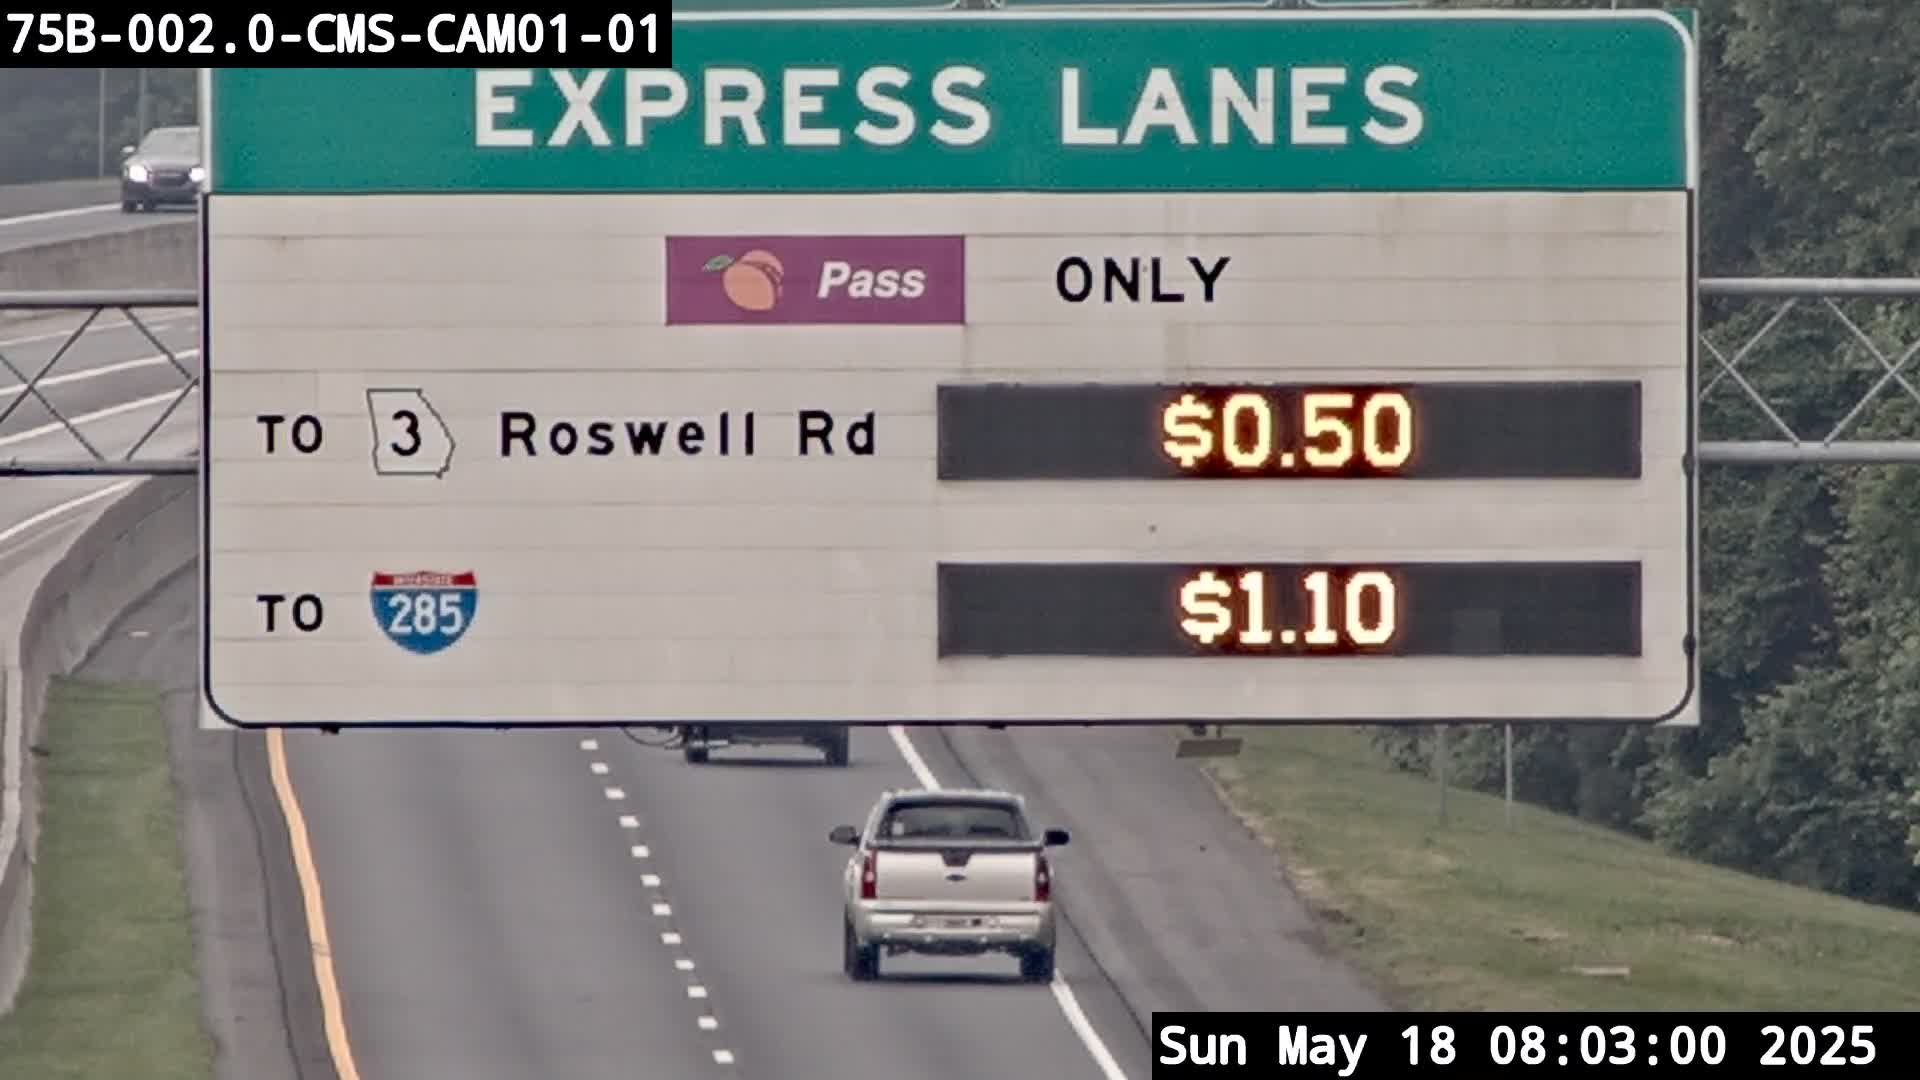 75B-002.0-CMS-CAM01-01
EXPRESS LANES
Pass ONLY
TO 3 Roswell Rd $0.50
TO INTERSTATE 285 $1.10
Sun May 18 08:03:00 2025